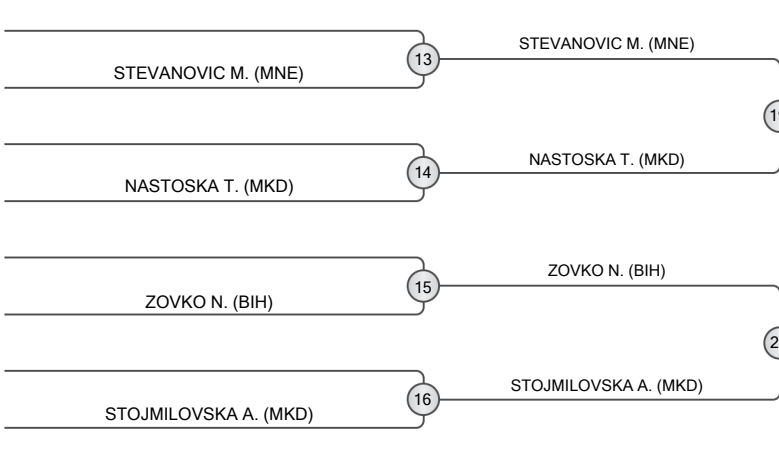 STEVANOVIC M. (MNE)
13
STEVANOVIC M. (MNE)
NASTOSKA T. (MKD)
14
NASTOSKA T. (MKD)
ZOVKO N. (BIH)
15
ZOVKO N. (BIH)
STOJMILOVSKA A. (MKD)
16
STOJMILOVSKA A. (MKD)